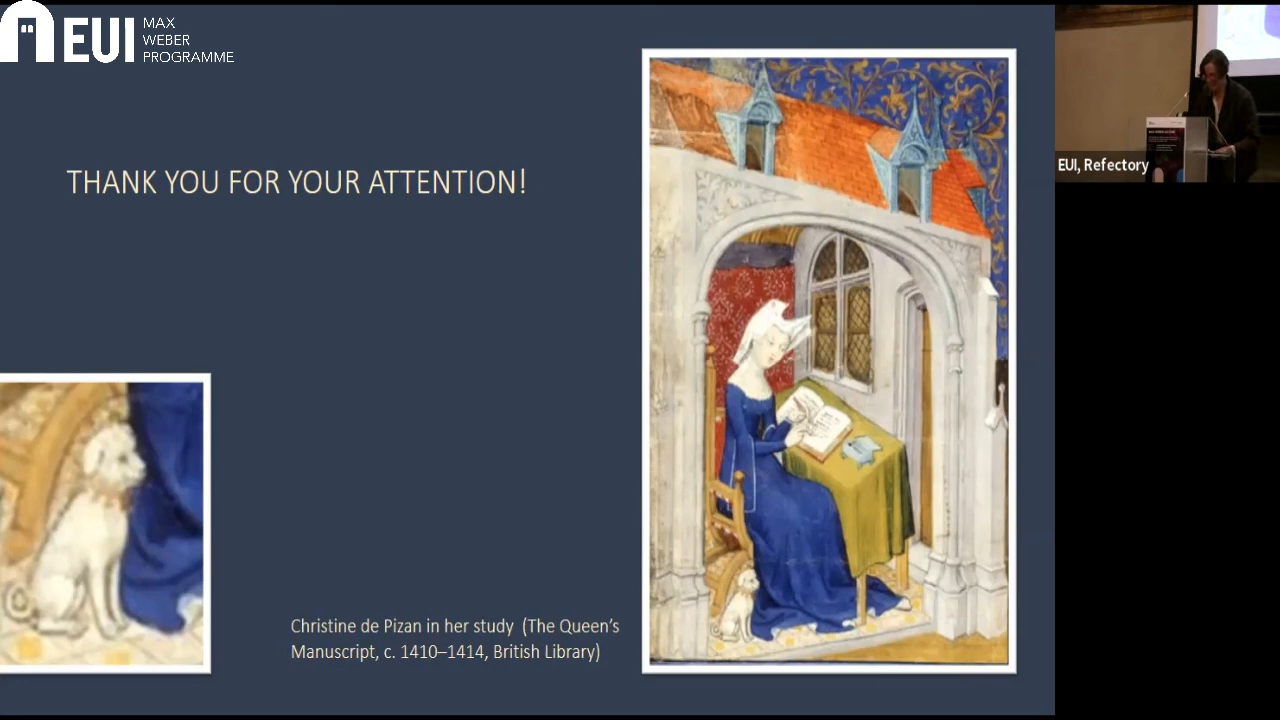 EUI
MAX
WEBER
PROGRAMME
THANK YOU FOR YOUR ATTENTION!
EUI, Refectory
Christine de Pizan in her study (The Queen's
Manuscript, c. 1410–1414, British Library)